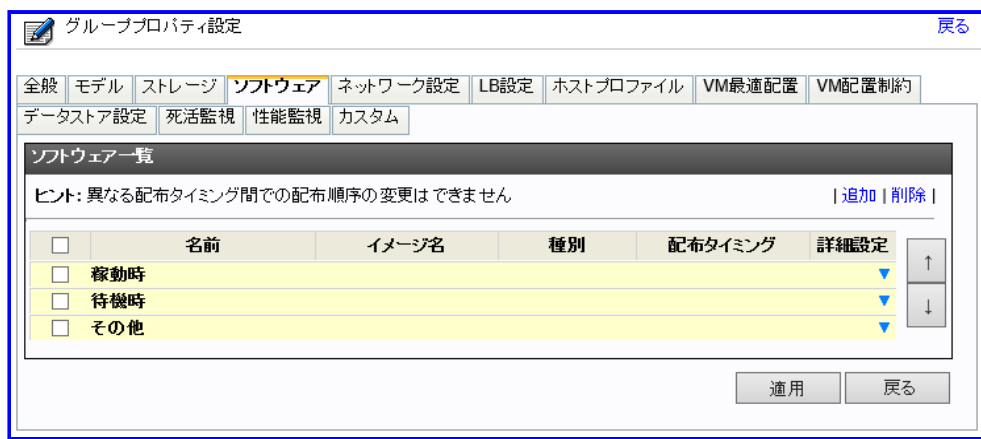 グループプロパティ設定 戻る
全般 モデル ストレージ ソフトウェア ネットワーク設定 LB設定 ホストプロファイル VM最適配置 VM配置制約
データストア設定 死活監視 性能監視 カスタム
ソフトウェア一覧
ヒント: 異なる配布タイミング間での配布順序の変更はできません | 追加 | 削除 |
名前 イメージ名 種別 配布タイミング 詳細設定
稼動時 ▼
↑
待機時 ▼
↓
その他 ▼
適用 戻る